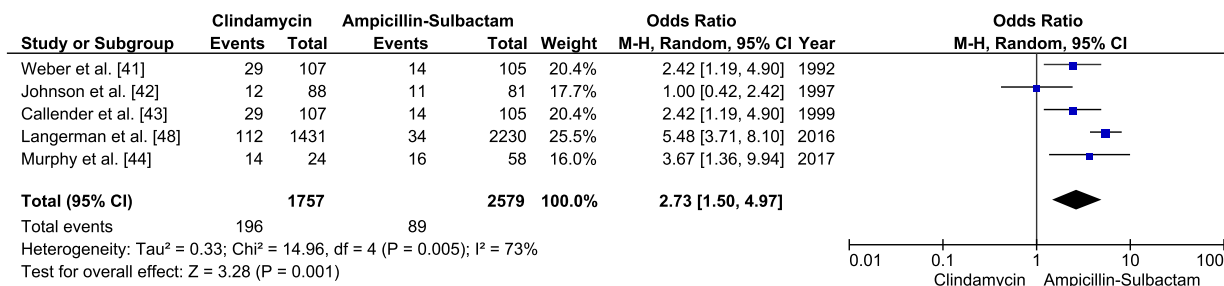 Clindamycin Ampicillin-Sulbactam Odds Ratio Odds Ratio
Study or Subgroup Events Total Events Total Weight M-H, Random, 95% CI Year M-H, Random, 95% CI
Weber et al. [41] 29 107 14 105 20.4% 2.42 [1.19, 4.90] 1992
Johnson et al. [42] 12 88 11 81 17.7% 1.00 [0.42, 2.42] 1997
Callender et al. [43] 29 107 14 105 20.4% 2.42 [1.19, 4.90] 1999
Langerman et al. [48] 112 1431 34 2230 25.5% 5.48 [3.71, 8.10] 2016
Murphy et al. [44] 14 24 16 58 16.0% 3.67 [1.36, 9.94] 2017
Total (95% CI) 1757 2579 100.0% 2.73 [1.50, 4.97]
Total events 196 89
Heterogeneity: Tau² = 0.33; Chi² = 14.96, df = 4 (P = 0.005); I² = 73%
Test for overall effect: Z = 3.28 (P = 0.001)
0.01 0.1 1 10 100
Clindamycin Ampicillin-Sulbactam